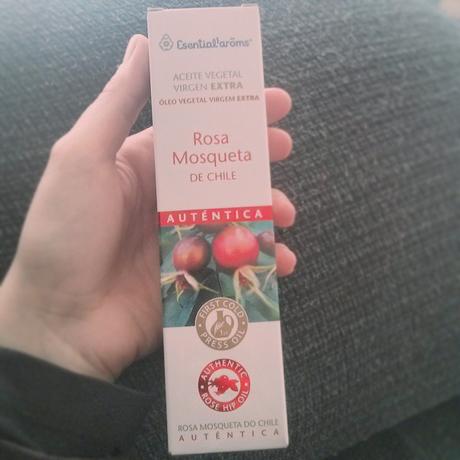 Esential'arôms®
ACEITE VEGETAL
VIRGEN EXTRA
ÓLEO VEGETAL VIRGEM EXTRA
Rosa
Mosqueta
DE CHILE
AUTÉNTICA
FIRST COLD
PRESS OIL
AUTHENTIC
ROSE HIP OIL
ROSA MOSQUETA DO CHILE
AUTÊNTICA